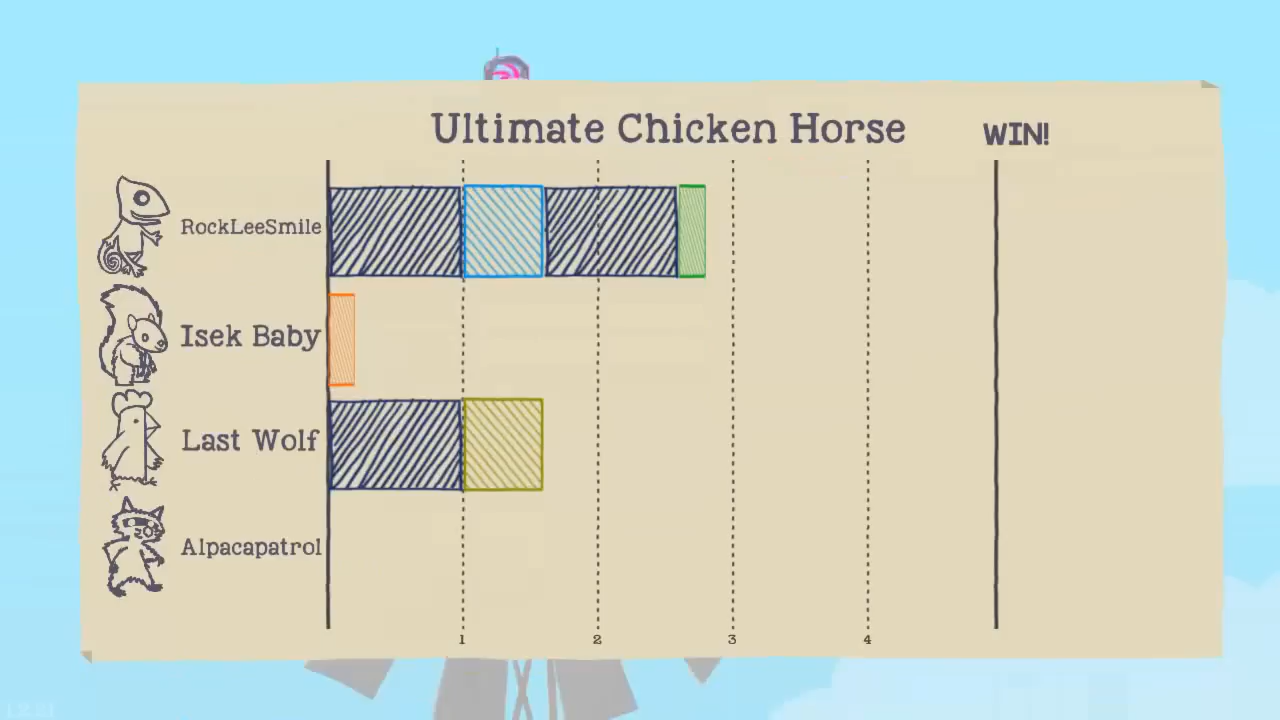 Ultimate Chicken Horse
WIN!
RockLeeSmile
Isek Baby
Last Wolf
Alpacapatrol
1 2 3 4